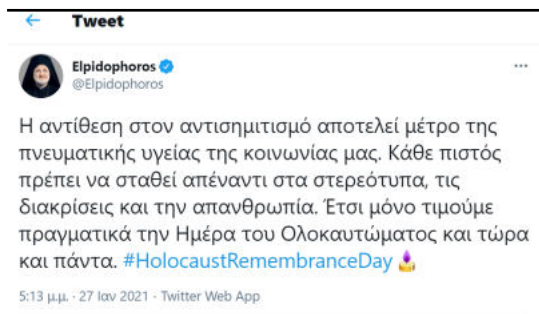 ← Tweet
Elpidophoros
@Elpidophoros
...
Η αντίθεση στον αντισημιτισμό αποτελεί μέτρο της
πνευματικής υγείας της κοινωνίας μας. Κάθε πιστός
πρέπει να σταθεί απέναντι στα στερεότυπα, τις
διακρίσεις και την απανθρωπία. Έτσι μόνο τιμούμε
πραγματικά την Ημέρα του Ολοκαυτώματος και τώρα
και πάντα. #HolocaustRemembranceDay
5:13 μ.μ. · 27 Ιαν 2021 · Twitter Web App